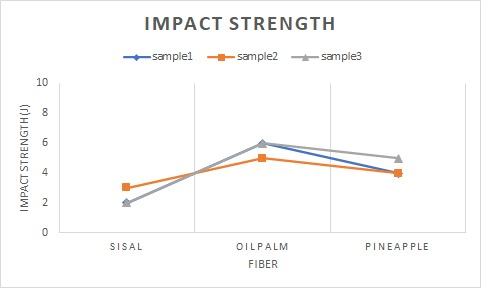 IMPACT STRENGTH
sample1 sample2 sample3
10
8
6
4
2
0
IMPACT STRENGTH(J)
SISAL OILPALM PINEAPPLE
FIBER